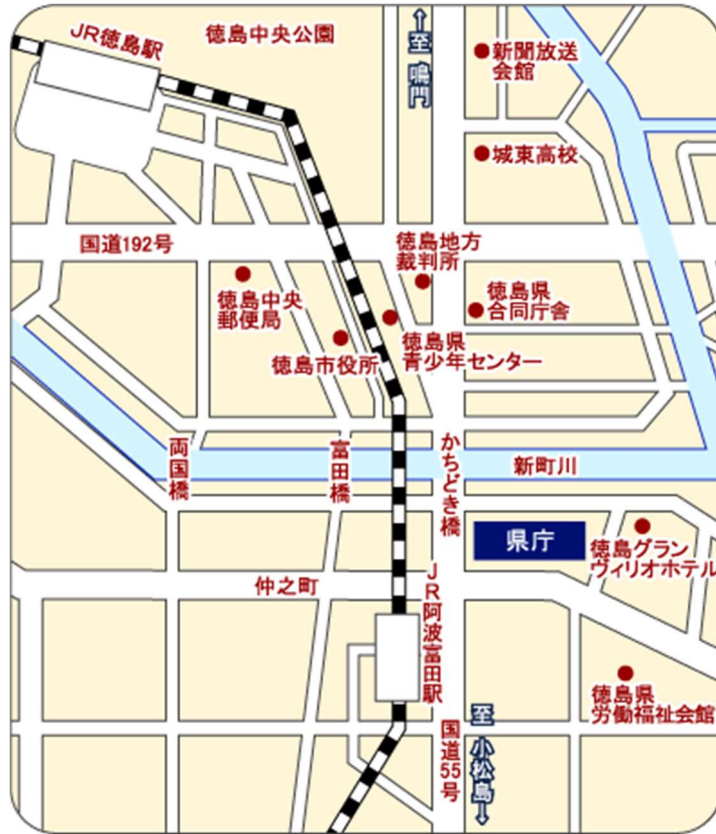 JR徳島駅
徳島中央公園
↑至 鳴門
新聞放送
会館
城東高校
国道192号
徳島地方
裁判所
徳島中央
郵便局
徳島県
合同庁舎
徳島市役所
徳島県
青少年センター
両国橋
富田橋
かちどき橋
新町川
県庁
徳島グラン
ヴィリオホテル
仲之町
JR阿波富田駅
徳島県
労働福祉会館
国道55号
至 小松島↓